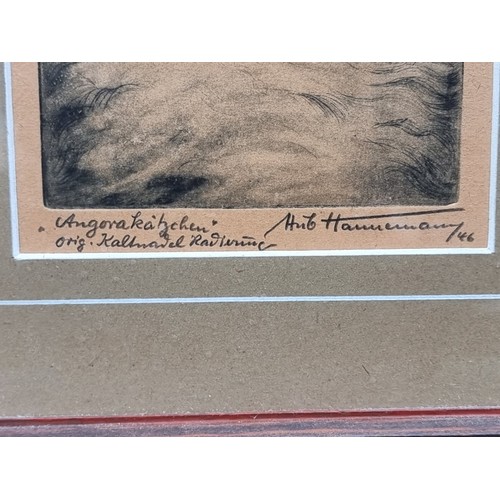 „Angorakätzchen"
Orig. Kaltnadel Radierung
Hub Hannemann/46